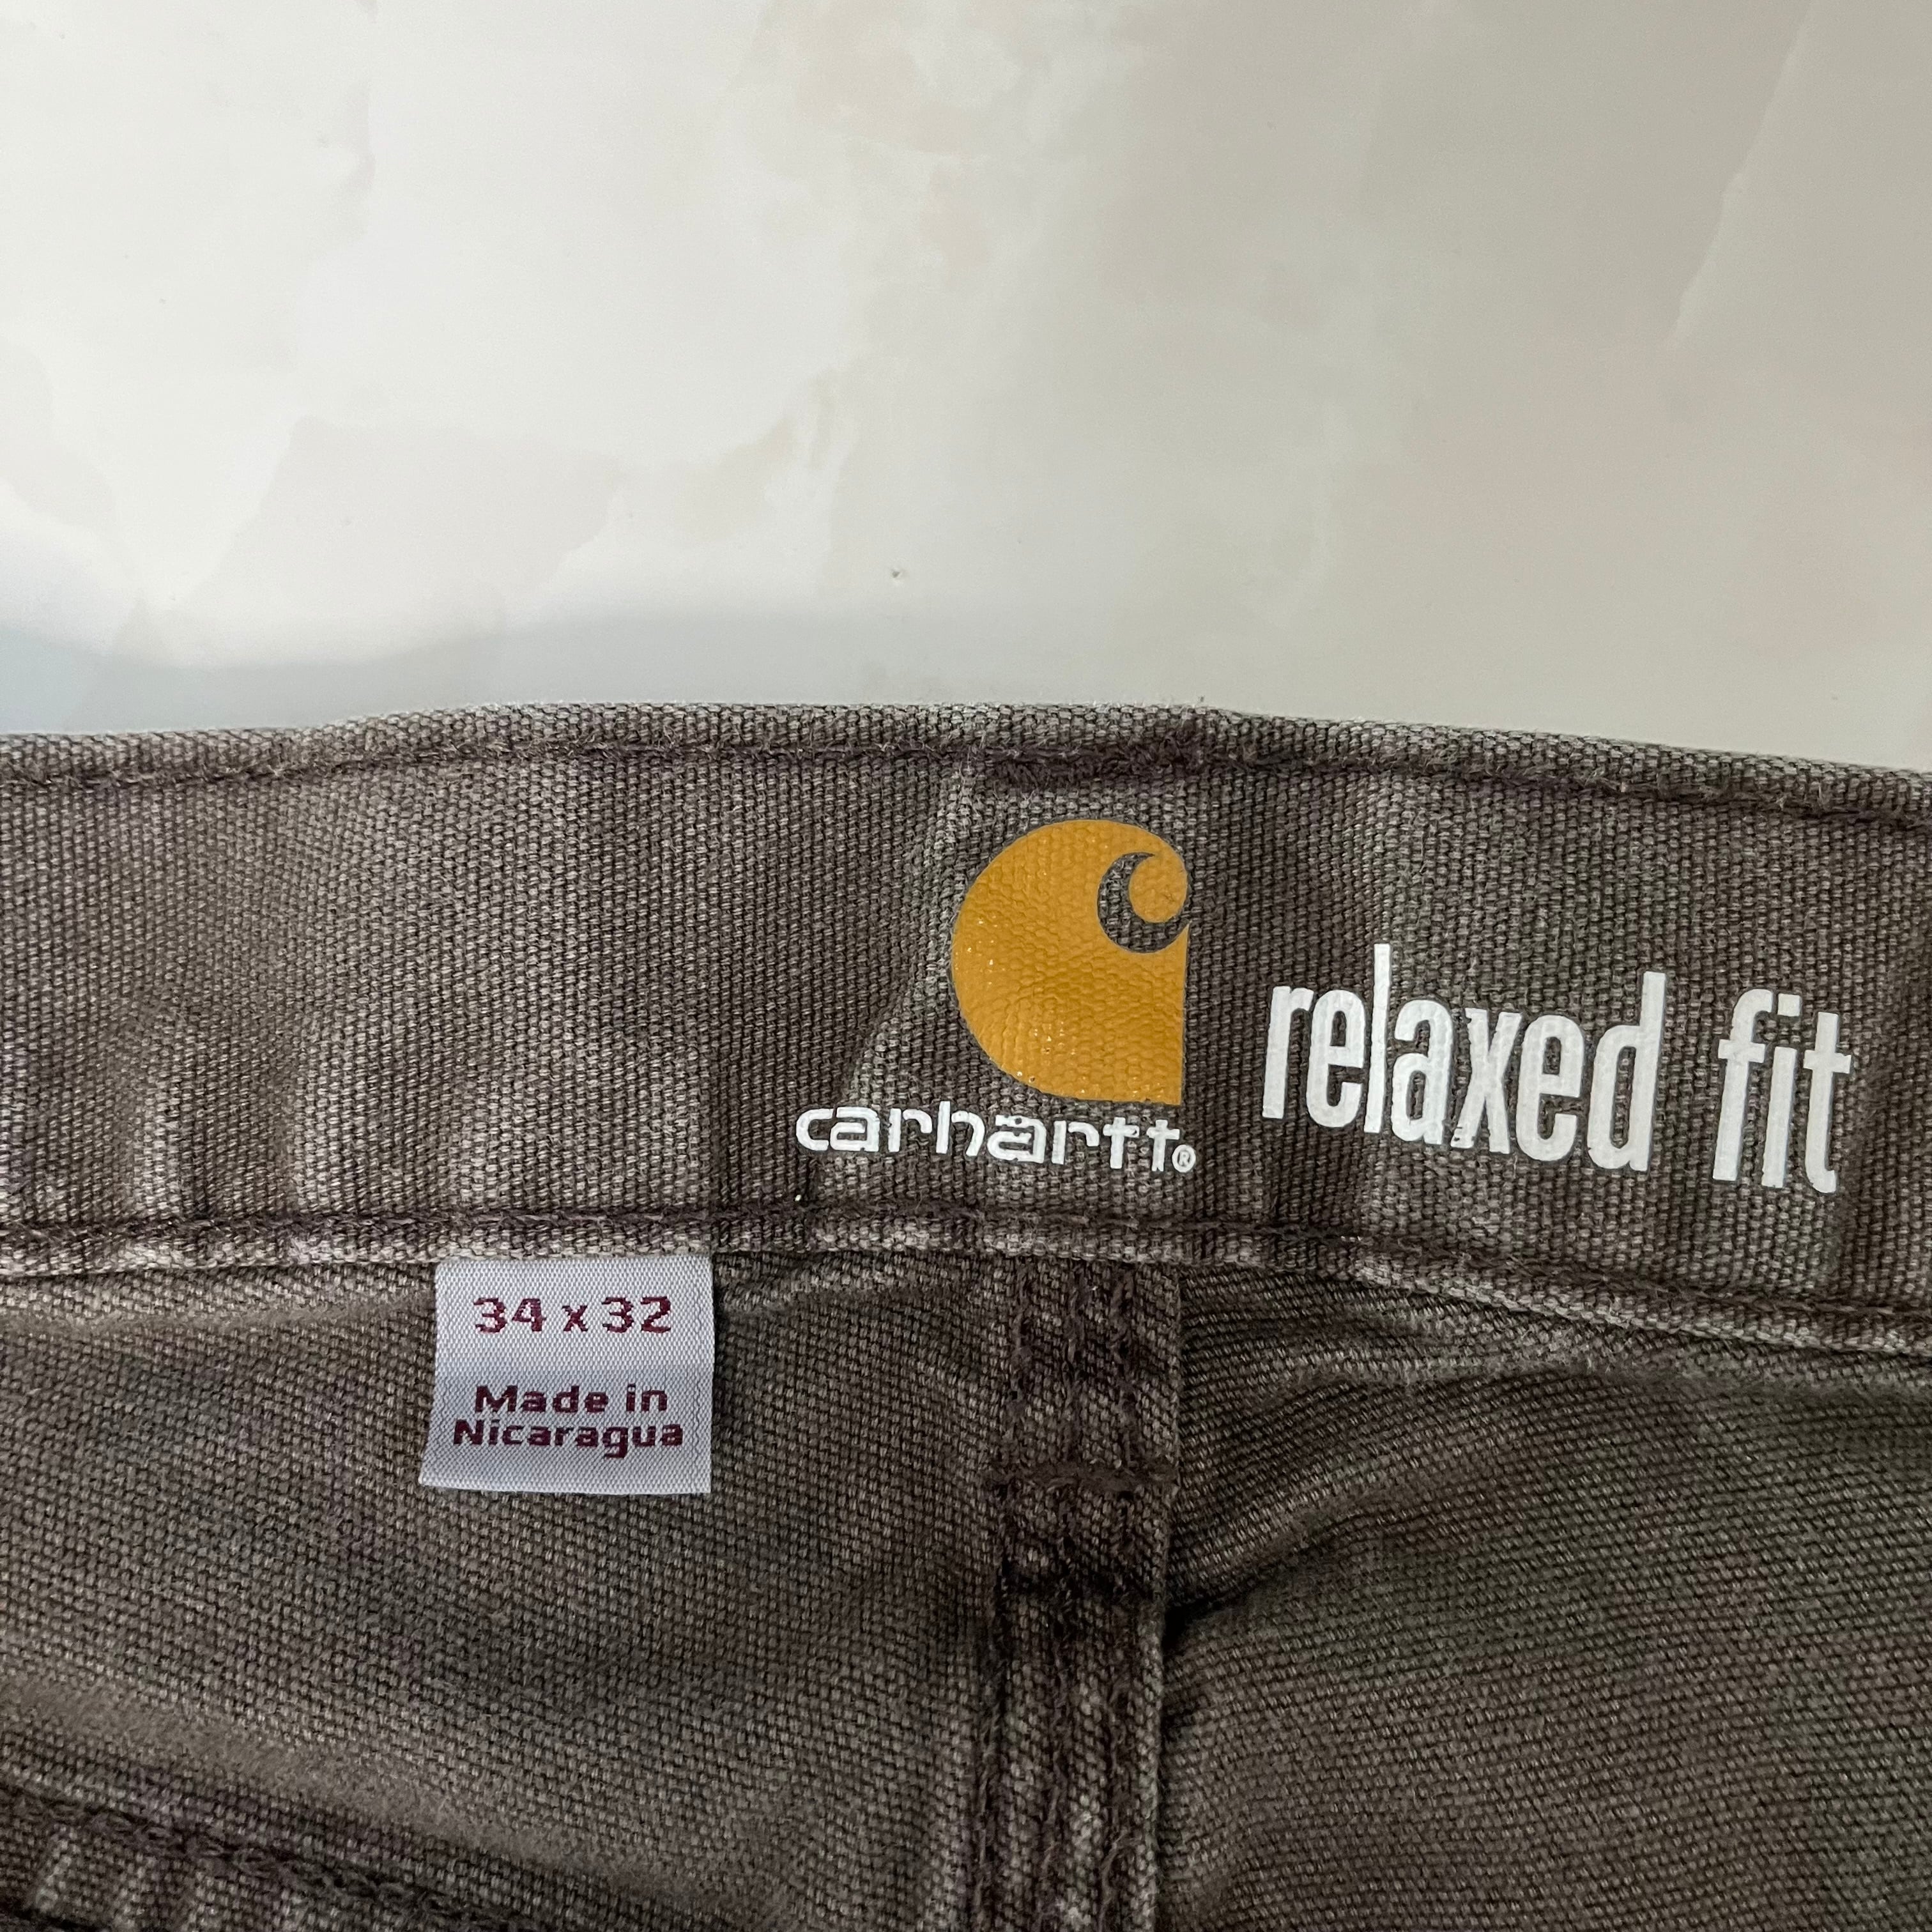 carhartt®
relaxed fit
34 x 32
Made in
Nicaragua